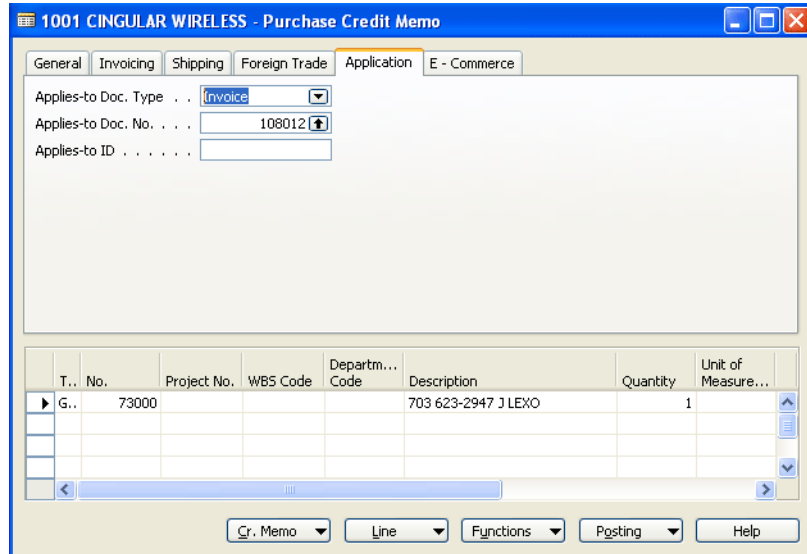 1001 CINGULAR WIRELESS - Purchase Credit Memo
General Invoicing Shipping Foreign Trade Application E - Commerce
Applies-to Doc. Type . . Invoice
Applies-to Doc. No. . . . 108012
Applies-to ID . . . . . .
T.. No. Project No. WBS Code Departm... Code Description Quantity Unit of Measure...
G.. 73000 703 623-2947 J LEXO 1
Cr. Memo Line Functions Posting Help